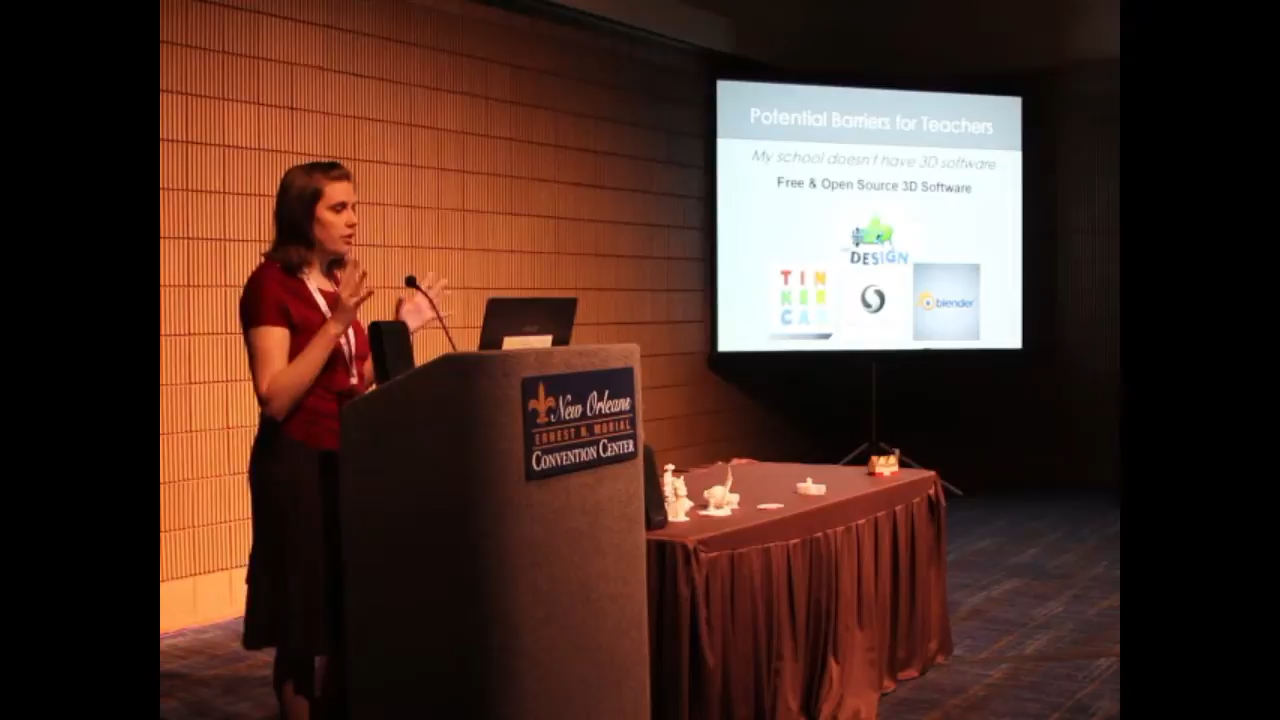 Potential Barriers for Teachers
My school doesn't have 3D software
Free & Open Source 3D Software
DESIGN
TIN
KER
CAD
blender
New Orleans
ERNEST N. MORIAL
CONVENTION CENTER